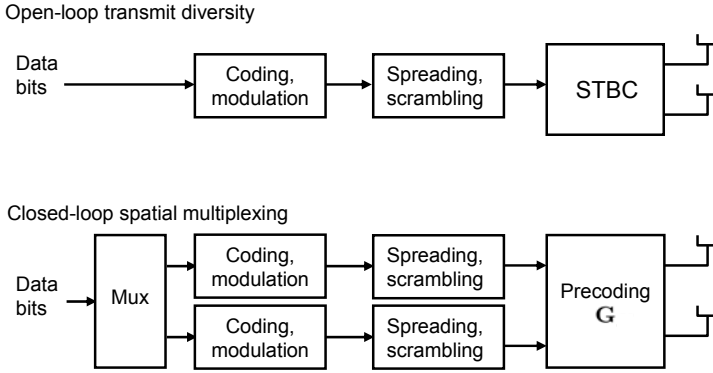 Open-loop transmit diversity
Data
bits
Coding,
modulation
Spreading,
scrambling
STBC
Closed-loop spatial multiplexing
Data
bits
Mux
Coding,
modulation
Spreading,
scrambling
Coding,
modulation
Spreading,
scrambling
Precoding
G